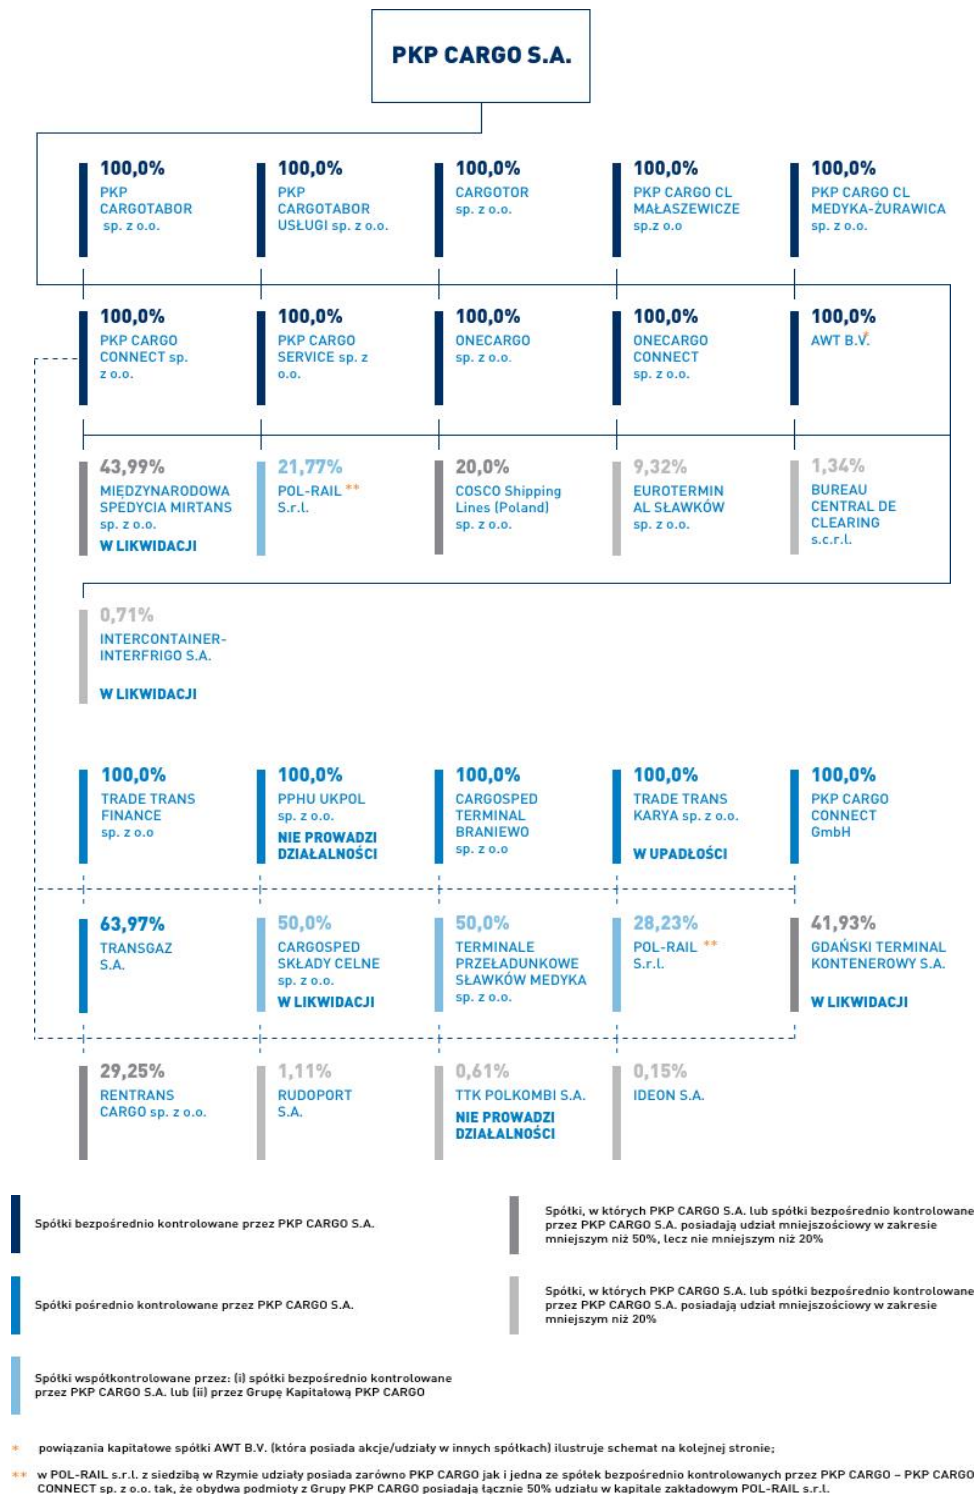 PKP CARGO S.A.
100,0%
PKP
CARGOTABOR
sp. z o.o.
100,0%
PKP
CARGOTABOR
USŁUGI sp. z o.o.
100,0%
CARGOTOR
sp. z o.o.
100,0%
PKP CARGO CL
MAŁASZEWICZE
sp.z o.o
100,0%
PKP CARGO CL
MEDYKA-ŻURAWICA
sp. z o.o.
100,0%
PKP CARGO
CONNECT sp.
z o.o.
100,0%
PKP CARGO
SERVICE sp. z
o.o.
100,0%
ONECARGO
sp. z o.o.
100,0%
ONECARGO
CONNECT
sp. z o.o.
100,0%
AWT B.V.*
43,99%
MIĘDZYNARODOWA
SPEDYCJA MIRTANS
sp. z o.o.
W LIKWIDACJI
21,77%
POL-RAIL **
S.r.l.
20,0%
COSCO Shipping
Lines (Poland)
sp. z o.o.
9,32%
EUROTERMIN
AL SŁAWKÓW
sp. z o.o.
1,34%
BUREAU
CENTRAL DE
CLEARING
s.c.r.l.
0,71%
INTERCONTAINER-
INTERFRIGO S.A.
W LIKWIDACJI
100,0%
TRADE TRANS
FINANCE
sp. z o.o
100,0%
PPHU UKPOL
sp. z o.o.
NIE PROWADZI
DZIAŁALNOŚCI
100,0%
CARGOSPED
TERMINAL
BRANIEWO
sp. z o.o
100,0%
TRADE TRANS
KARYA sp. z o.o.
W UPADŁOŚCI
100,0%
PKP CARGO
CONNECT
GmbH
63,97%
TRANSGAZ
S.A.
50,0%
CARGOSPED
SKŁADY CELNE
sp. z o.o.
W LIKWIDACJI
50,0%
TERMINALE
PRZEŁADUNKOWE
SŁAWKÓW MEDYKA
sp. z o.o.
28,23%
POL-RAIL **
S.r.l.
41,93%
GDAŃSKI TERMINAL
KONTENEROWY S.A.
W LIKWIDACJI
29,25%
RENTRANS
CARGO sp. z o.o.
1,11%
RUDOPORT
S.A.
0,61%
TTK POLKOMBI S.A.
NIE PROWADZI
DZIAŁALNOŚCI
0,15%
IDEON S.A.
Spółki bezpośrednio kontrolowane przez PKP CARGO S.A.
Spółki pośrednio kontrolowane przez PKP CARGO S.A.
Spółki współkontrolowane przez: (i) spółki bezpośrednio kontrolowane
przez PKP CARGO S.A. lub (ii) przez Grupę Kapitałową PKP CARGO
Spółki, w których PKP CARGO S.A. lub spółki bezpośrednio kontrolowane
przez PKP CARGO S.A. posiadają udział mniejszościowy w zakresie
mniejszym niż 50%, lecz nie mniejszym niż 20%
Spółki, w których PKP CARGO S.A. lub spółki bezpośrednio kontrolowane
przez PKP CARGO S.A. posiadają udział mniejszościowy w zakresie
mniejszym niż 20%
* powiązania kapitałowe spółki AWT B.V. (która posiada akcje/udziały w innych spółkach) ilustruje schemat na kolejnej stronie;
** w POL-RAIL s.r.l. z siedzibą w Rzymie udziały posiada zarówno PKP CARGO jak i jedna ze spółek bezpośrednio kontrolowanych przez PKP CARGO – PKP CARGO
CONNECT sp. z o.o. tak, że obydwa podmioty z Grupy PKP CARGO posiadają łącznie 50% udziału w kapitale zakładowym POL-RAIL s.r.l.